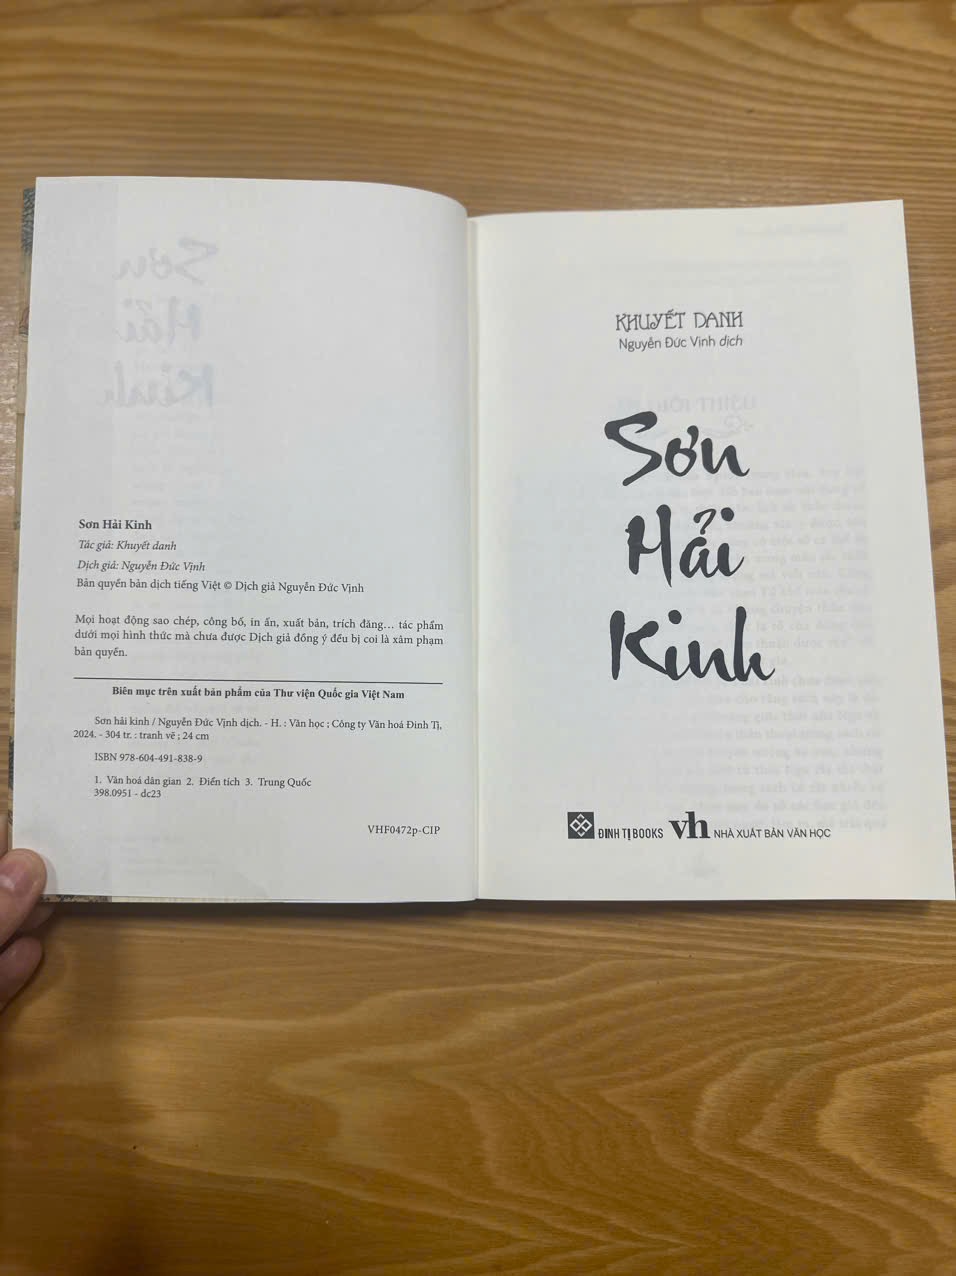 Sơn Hải Kinh
Tác giả: Khuyết danh
Dịch giả: Nguyễn Đức Vịnh
Bản quyền bản dịch tiếng Việt © Dịch giả Nguyễn Đức Vịnh
Mọi hoạt động sao chép, công bố, in ấn, xuất bản, trích đăng... tác phẩm
dưới mọi hình thức mà chưa được Dịch giả đồng ý đều bị coi là xâm phạm
bản quyền.
Biên mục trên xuất bản phẩm của Thư viện Quốc gia Việt Nam
Sơn hải kinh / Nguyễn Đức Vịnh dịch. - H. : Văn học ; Công ty Văn hoá Đinh Tị,
2024. - 304 tr. : tranh vẽ ; 24 cm
ISBN 978-604-491-838-9
1. Văn hoá dân gian 2. Điển tích 3. Trung Quốc
398.0951 - dc23
VHF0472p-CIP
KHUYẾT DANH
Nguyễn Đức Vịnh dịch
Sơn
Hải
Kinh
ĐINH TỊ BOOKS vh NHÀ XUẤT BẢN VĂN HỌC